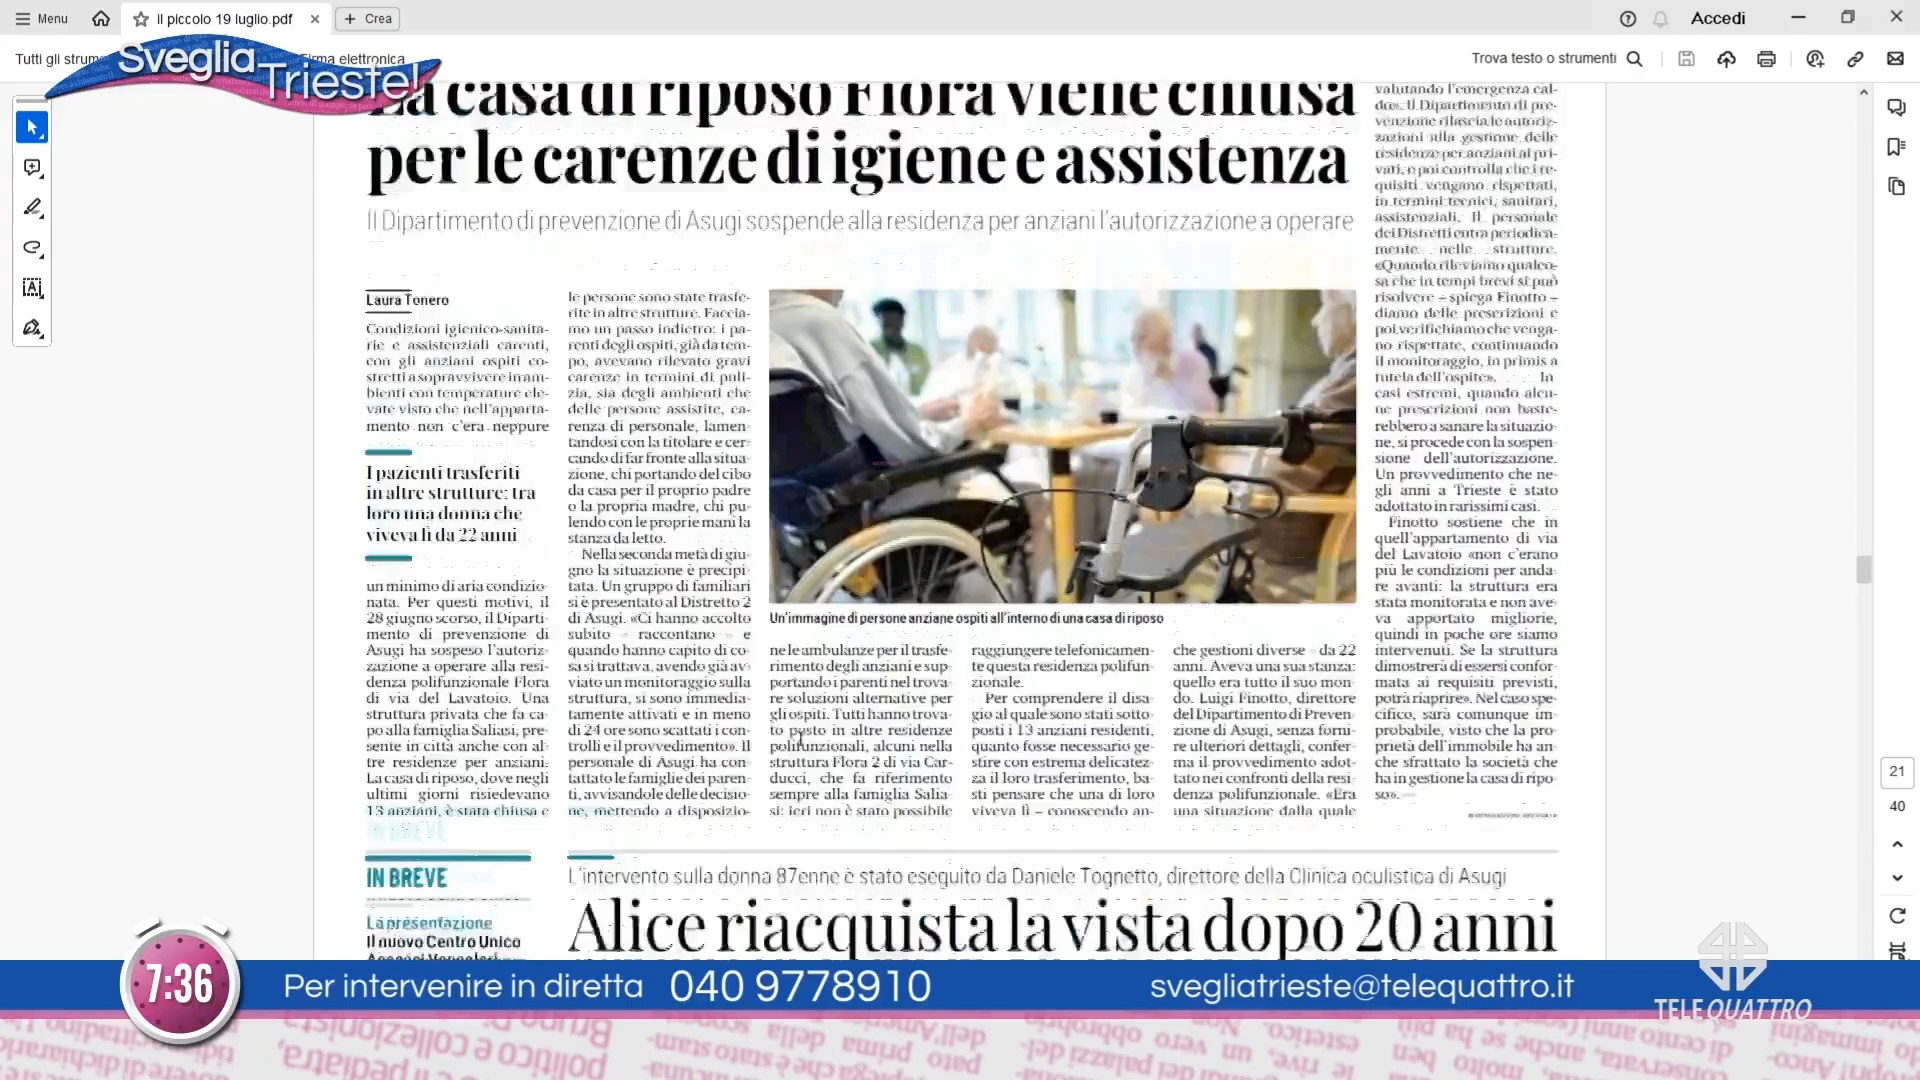 Menu
il piccolo 19 luglio.pdf
Crea
Accedi
Tutti gli strum
Firma elettronica
Trova testo o strumenti
Sveglia
Trieste!
La casa di riposo Flora viene chiusa
per le carenze di igiene e assistenza
Il Dipartimento di prevenzione di Asugi sospende alla residenza per anziani l'autorizzazione a operare
Laura Tonero
Condizioni igienico-sanita-
rie e assistenziali carenti,
con gli anziani ospiti co-
stretti a sopravvivere in am-
bienti con temperature ele-
vate visto che nell'apparta-
mento non c'era neppure
I pazienti trasferiti
in altre strutture: tra
loro una donna che
viveva lì da 22 anni
un minimo di aria condizio-
nata. Per questi motivi, il
28 giugno scorso, il Diparti-
mento di prevenzione di
Asugi ha sospeso l'autoriz-
zazione a operare alla resi-
denza polifunzionale Flora
di via del Lavatoio. Una
struttura privata che fa ca-
po alla famiglia Saliasi, pre-
sente in città anche con al-
tre residenze per anziani.
La casa di riposo, dove negli
ultimi giorni risiedevano
13 anziani, è stata chiusa e
le persone sono state trasfe-
rite in altre strutture. Faccia-
mo un passo indietro: i pa-
renti degli ospiti, già da tem-
po, avevano rilevato gravi
carenze in termini di puli-
zia, sia degli ambienti che
delle persone assistite, ca-
renza di personale, lamen-
tandosi con la titolare e cer-
cando di far fronte alla situa-
zione, chi portando del cibo
da casa per il proprio padre
o la propria madre, chi pu-
lendo con le proprie mani la
stanza da letto.
Nella seconda metà di giu-
gno la situazione è precipi-
tata. Un gruppo di familiari
si è presentato al Distretto 2
di Asugi. «Ci hanno accolto
subito – raccontano – e
quando hanno capito di co-
sa si trattava, avendo già av-
viato un monitoraggio sulla
struttura, si sono immedia-
tamente attivati e in meno
di 24 ore sono scattati i con-
trolli e il provvedimento». Il
personale di Asugi ha con-
tattato le famiglie dei paren-
ti, avvisandole delle decisio-
ne, mettendo a disposizio-
Un'immagine di persone anziane ospiti all'interno di una casa di riposo
ne le ambulanze per il trasfe-
rimento degli anziani e sup-
portando i parenti nel trova-
re soluzioni alternative per
gli ospiti. Tutti hanno trova-
to posto in altre residenze
polifunzionali, alcuni nella
struttura Flora 2 di via Car-
ducci, che fa riferimento
sempre alla famiglia Salia-
si: ieri non è stato possibile
raggiungere telefonicamen-
te questa residenza polifun-
zionale.
Per comprendere il disa-
gio al quale sono stati sotto-
posti i 13 anziani residenti,
quanto fosse necessario ge-
stire con estrema delicatez-
za il loro trasferimento, ba-
sti pensare che una di loro
viveva lì – conoscendo an-
che gestioni diverse – da 22
anni. Aveva una sua stanza:
quello era tutto il suo mon-
do. Luigi Finotto, direttore
del Dipartimento di Preven-
zione di Asugi, senza forni-
re ulteriori dettagli, confer-
ma il provvedimento adot-
tato nei confronti della resi-
denza polifunzionale. «Era
una situazione dalla quale
valutando l'emergenza cal-
do». Il Dipartimento di pre-
venzione rilascia le autoriz-
zazioni alla gestione delle
residenze per anziani ai pri-
vati, e poi controlla che i re-
quisiti vengano rispettati,
in termini tecnici, sanitari,
assistenziali. Il personale
dei Distretti entra periodica-
mente nelle strutture.
«Quando rileviamo qualco-
sa che in tempi brevi si può
risolvere – spiega Finotto –
diamo delle prescrizioni e
poi verifichiamo che venga-
no rispettate, continuando
il monitoraggio, in primis a
tutela dell'ospite». In
casi estremi, quando alcu-
ne prescrizioni non baste-
rebbero a sanare la situazio-
ne, si procede con la sospen-
sione dell'autorizzazione.
Un provvedimento che ne-
gli anni a Trieste è stato
adottato in rarissimi casi.
Finotto sostiene che in
quell'appartamento di via
del Lavatoio «non c'erano
più le condizioni per anda-
re avanti: la struttura era
stata monitorata e non ave-
va apportato migliorie,
quindi in poche ore siamo
intervenuti. Se la struttura
dimostrerà di essersi confor-
mata ai requisiti previsti,
potrà riaprire». Nel caso spe-
cifico, sarà comunque im-
probabile, visto che la pro-
prietà dell'immobile ha an-
che sfrattato la società che
ha in gestione la casa di ripo-
so».
IN BREVE
La presentazione
Il nuovo Centro Unico
L'intervento sulla donna 87enne è stato eseguito da Daniele Tognetto, direttore della Clinica oculistica di Asugi
Alice riacquista la vista dopo 20 anni
21
40
7:36
Per intervenire in diretta 040 9778910
svegliatrieste@telequattro.it
TELEQUATTRO